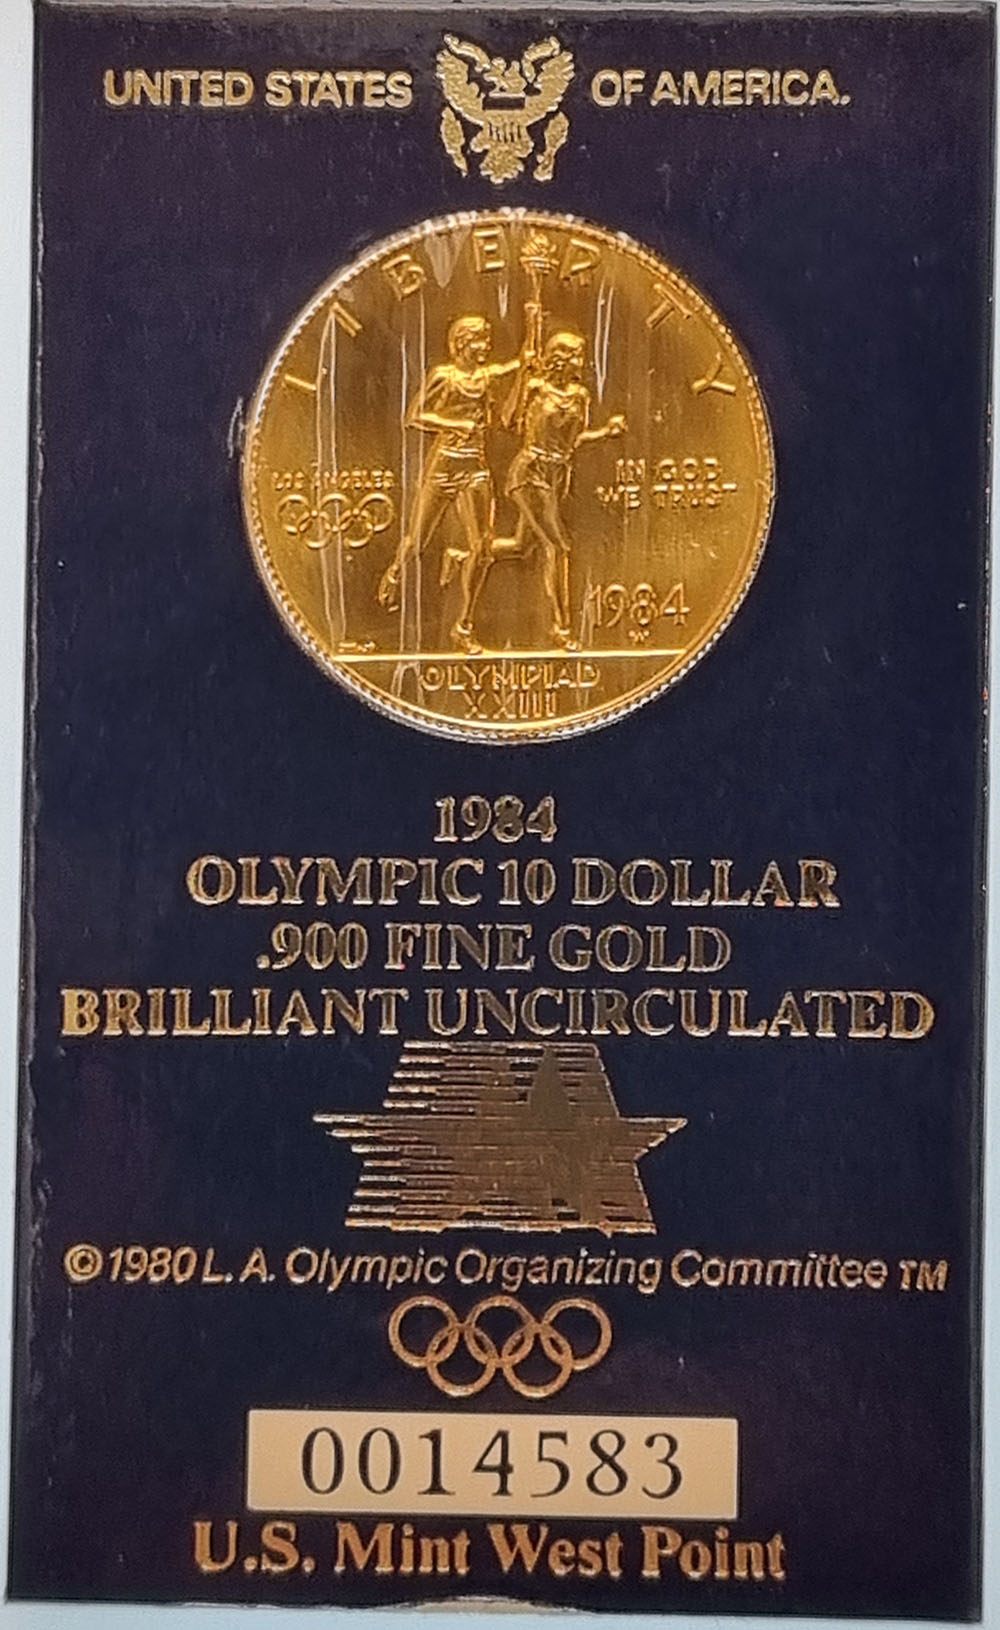 UNITED STATES OF AMERICA.
LIBERTY
LOS ANGELES
IN GOD
WE TRUST
1984
W
OLYMPIAD
XXIII
1984
OLYMPIC 10 DOLLAR
.900 FINE GOLD
BRILLIANT UNCIRCULATED
©1980 L. A. Olympic Organizing Committee TM
0014583
U.S. Mint West Point